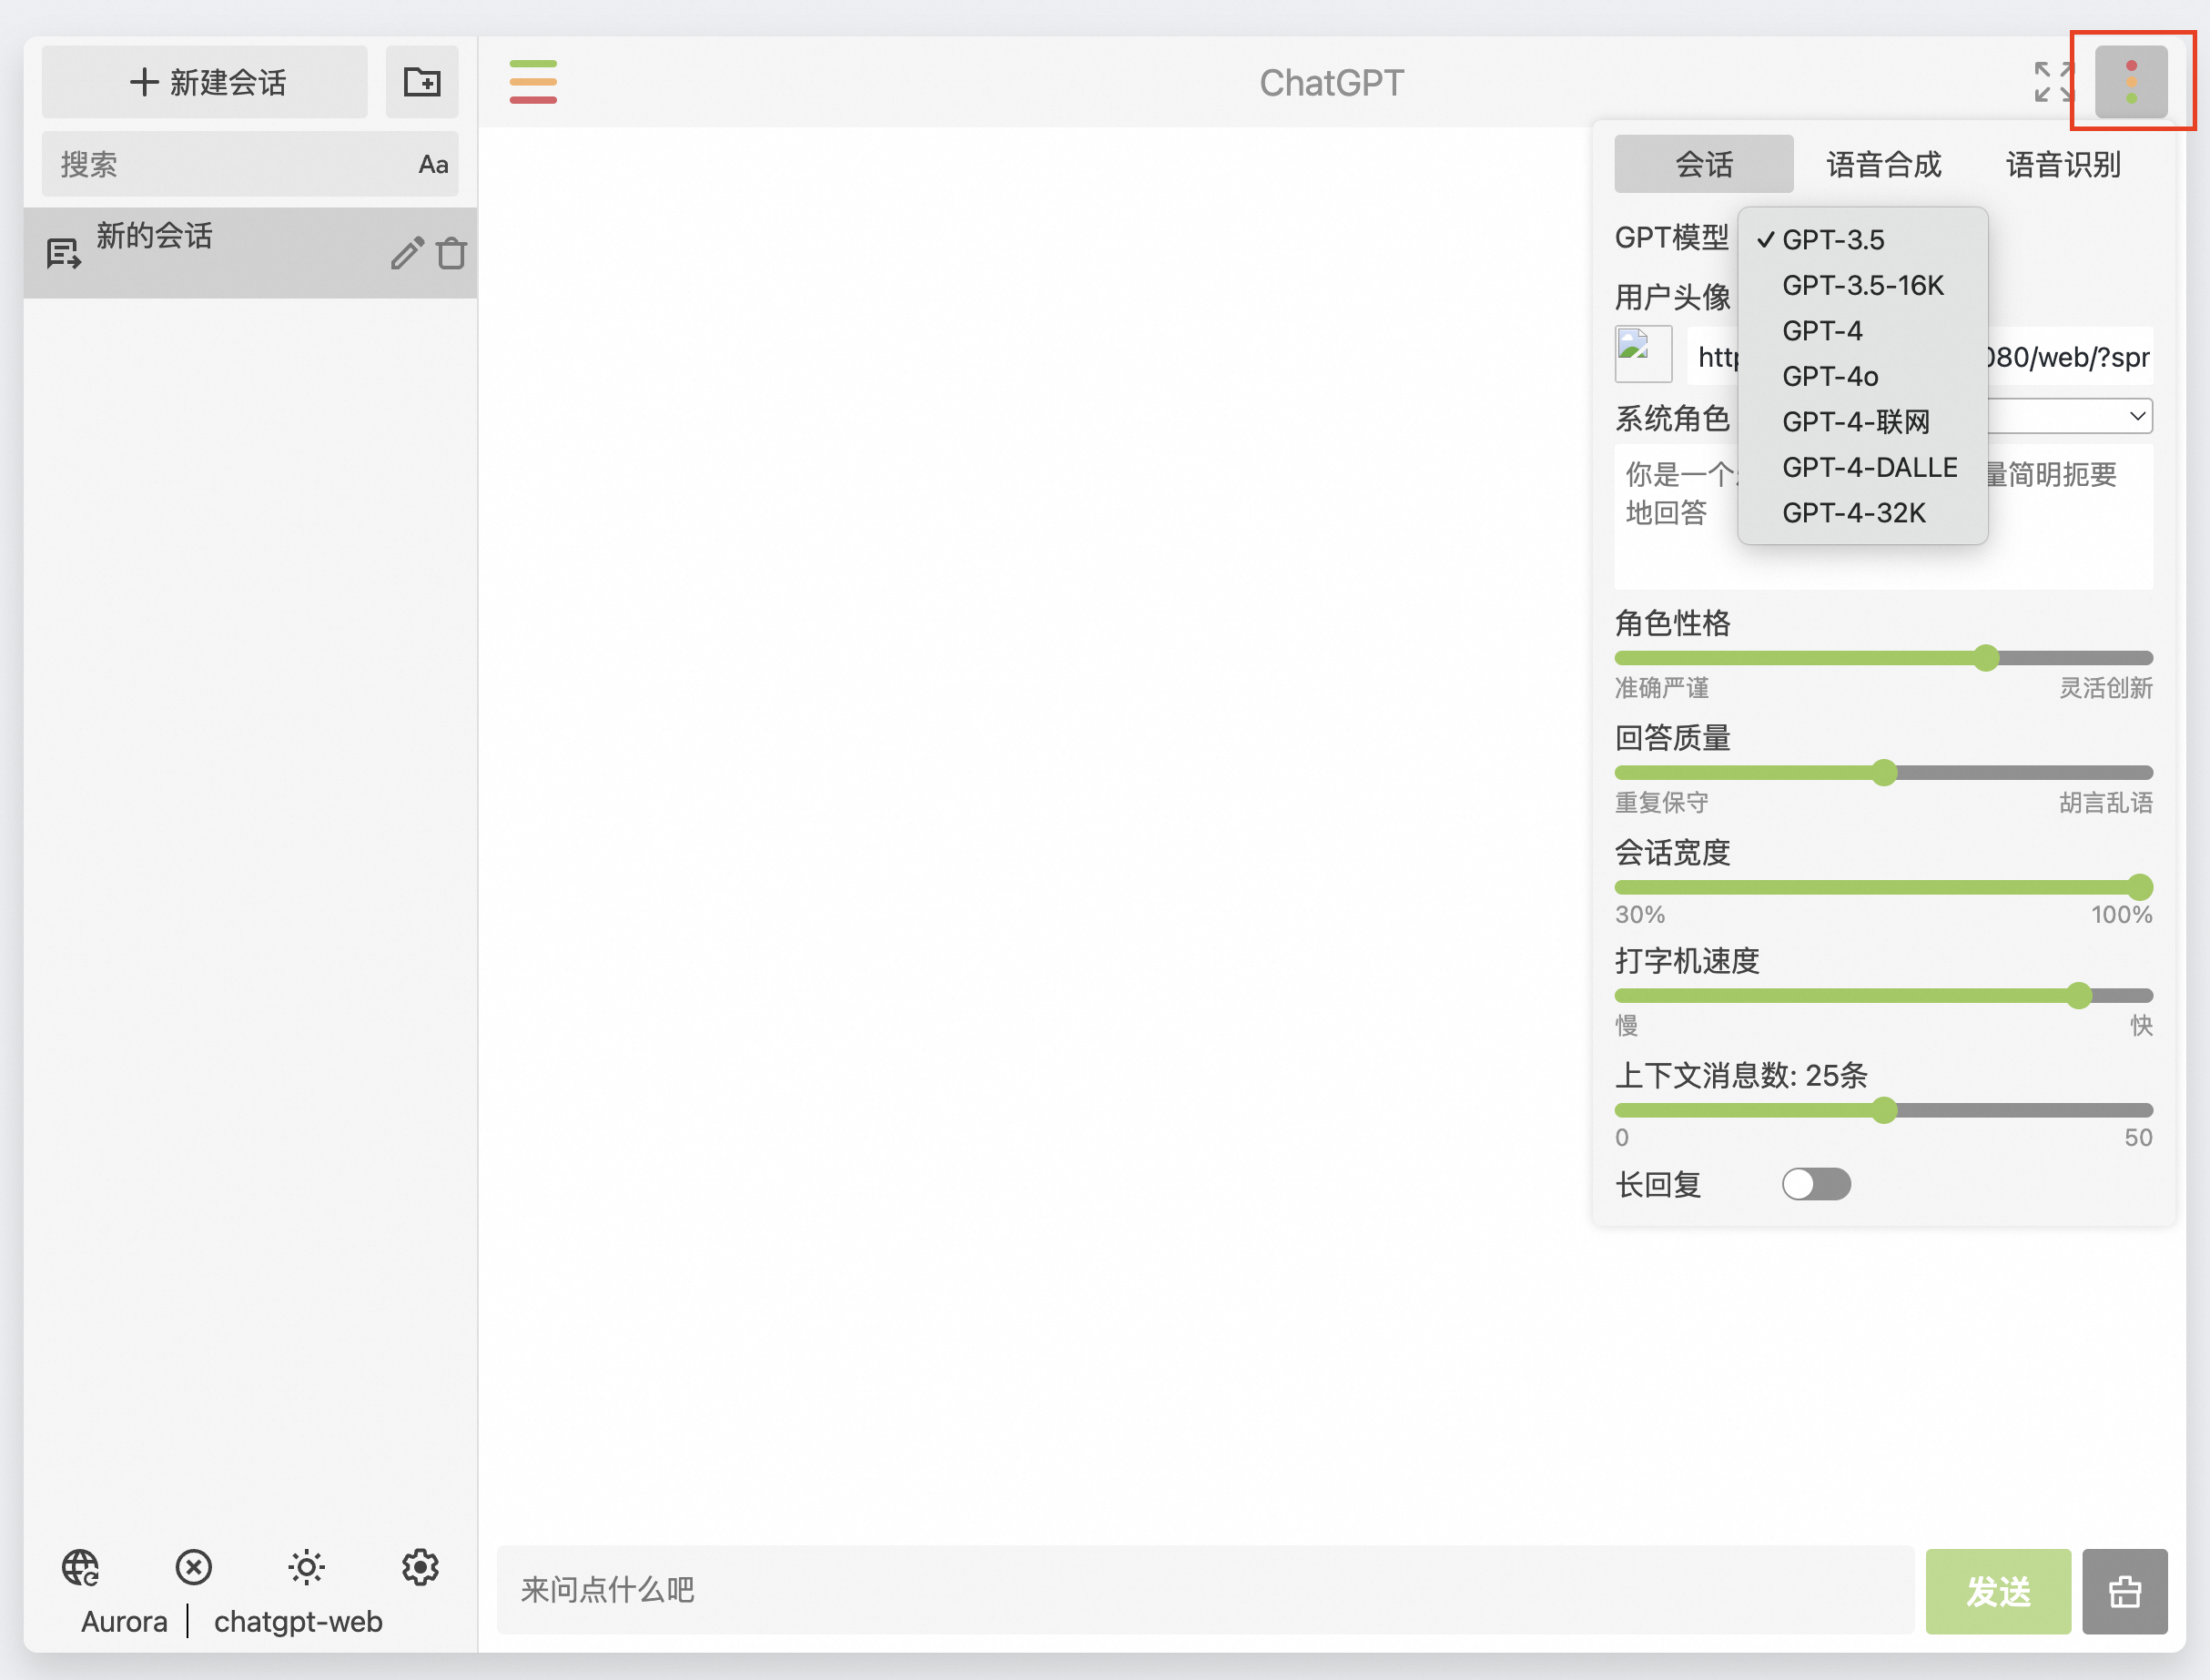 新建会话
搜索 Aa
新的会话
Aurora chatgpt-web
ChatGPT
会话 语音合成 语音识别
GPT模型
GPT-3.5
GPT-3.5-16K
GPT-4
GPT-4o
GPT-4-联网
GPT-4-DALLE
GPT-4-32K
用户头像
http 080/web/?spr
系统角色
你是一个 量简明扼要
地回答
角色性格
准确严谨 灵活创新
回答质量
重复保守 胡言乱语
会话宽度
30% 100%
打字机速度
慢 快
上下文消息数: 25条
0 50
长回复
来问点什么吧
发送